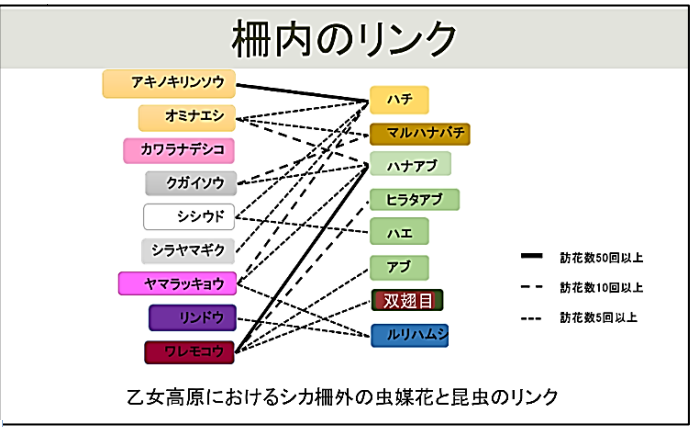 柵内のリンク
アキノキリンソウ
オミナエシ
カワラナデシコ
クガイソウ
シシウド
シラヤマギク
ヤマラッキョウ
リンドウ
ワレモコウ
ハチ
マルハナバチ
ハナアブ
ヒラタアブ
ハエ
アブ
双翅目
ルリハムシ
訪花数50回以上
訪花数10回以上
訪花数5回以上
乙女高原におけるシカ柵外の虫媒花と昆虫のリンク